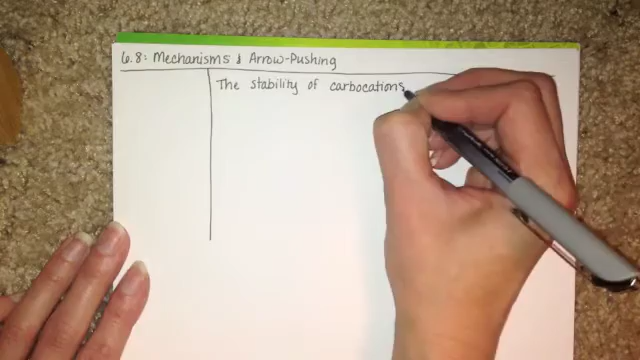 6.8: Mechanisms & Arrow-Pushing
The stability of carbocations